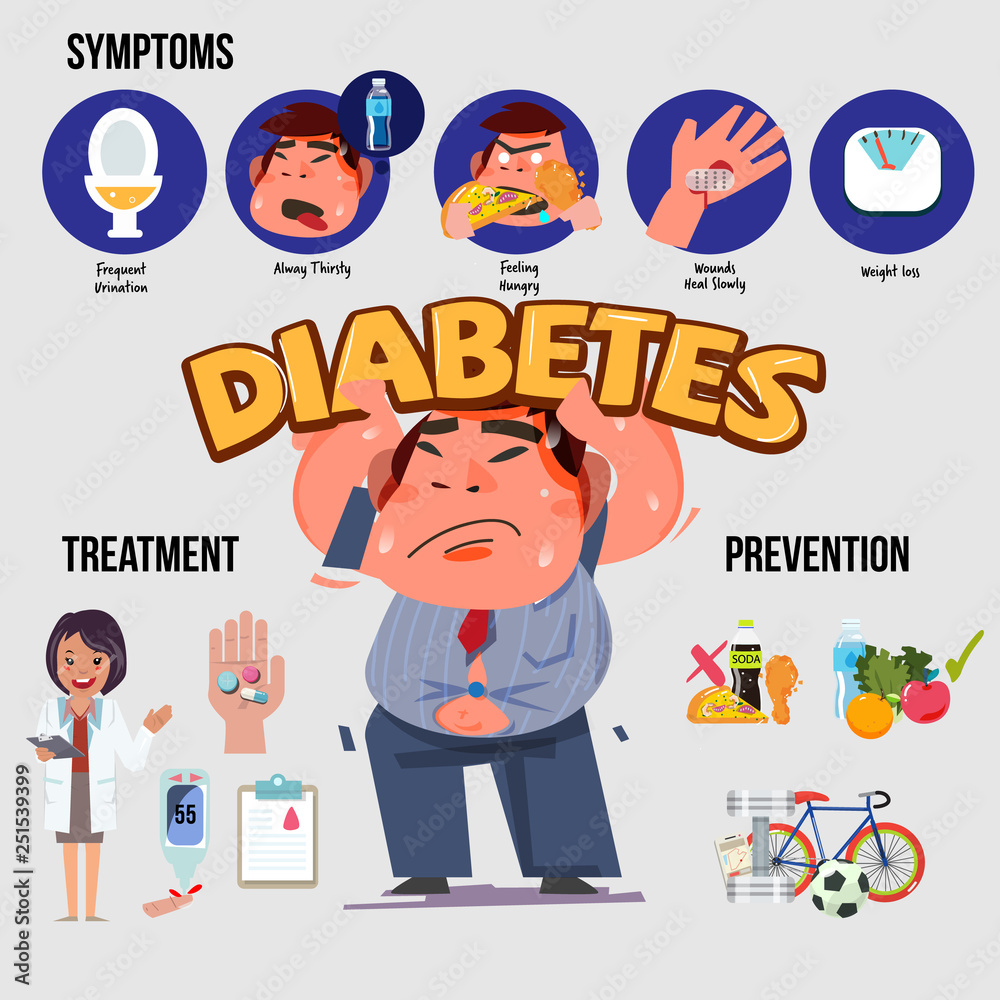 SYMPTOMS
Frequent
Urination
Alway Thirsty
Feeling
Hungry
Wounds
Heal Slowly
Weight loss
DIABETES
TREATMENT
PREVENTION
SODA
55
Adobe Stock | #251539399